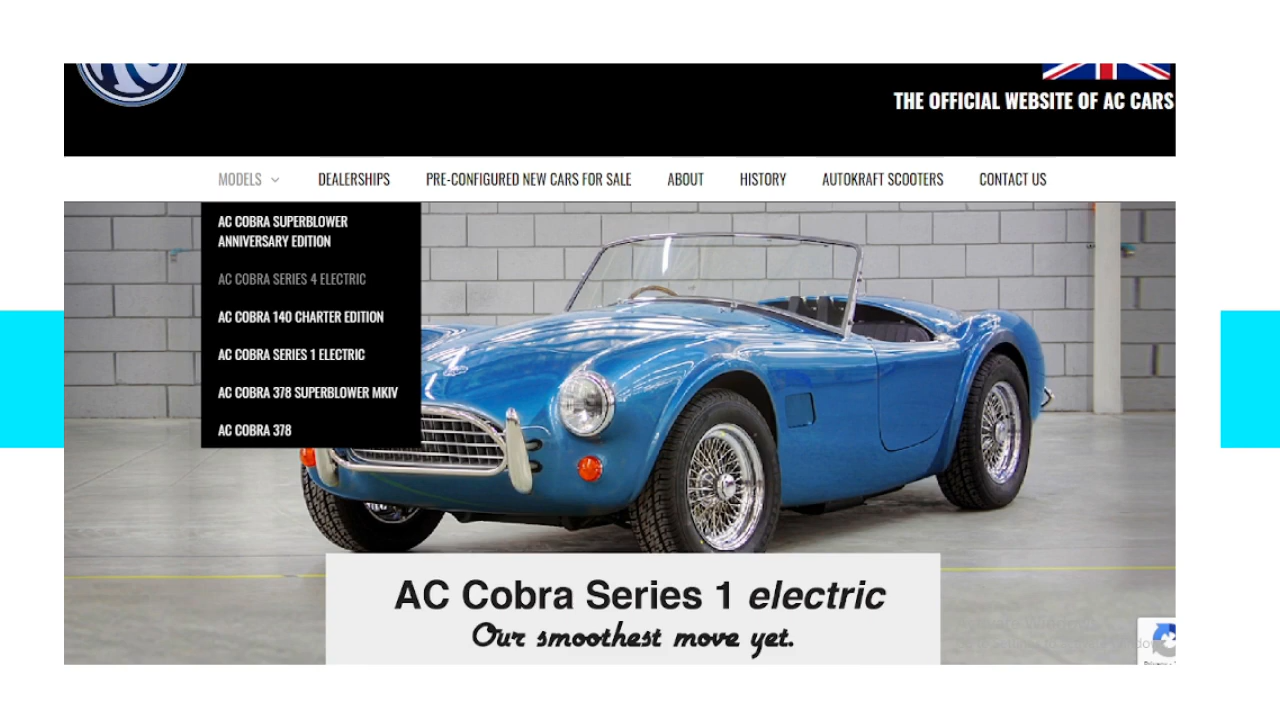 THE OFFICIAL WEBSITE OF AC CARS
MODELS DEALERSHIPS PRE-CONFIGURED NEW CARS FOR SALE ABOUT HISTORY AUTOKRAFT SCOOTERS CONTACT US
AC COBRA SUPERBLOWER
ANNIVERSARY EDITION
AC COBRA SERIES 4 ELECTRIC
AC COBRA 140 CHARTER EDITION
AC COBRA SERIES 1 ELECTRIC
AC COBRA 378 SUPERBLOWER MKIV
AC COBRA 378
AC Cobra Series 1 electric
Our smoothest move yet.